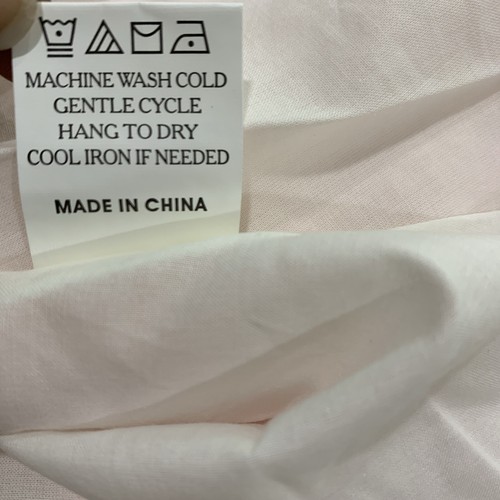 MACHINE WASH COLD
GENTLE CYCLE
HANG TO DRY
COOL IRON IF NEEDED
MADE IN CHINA